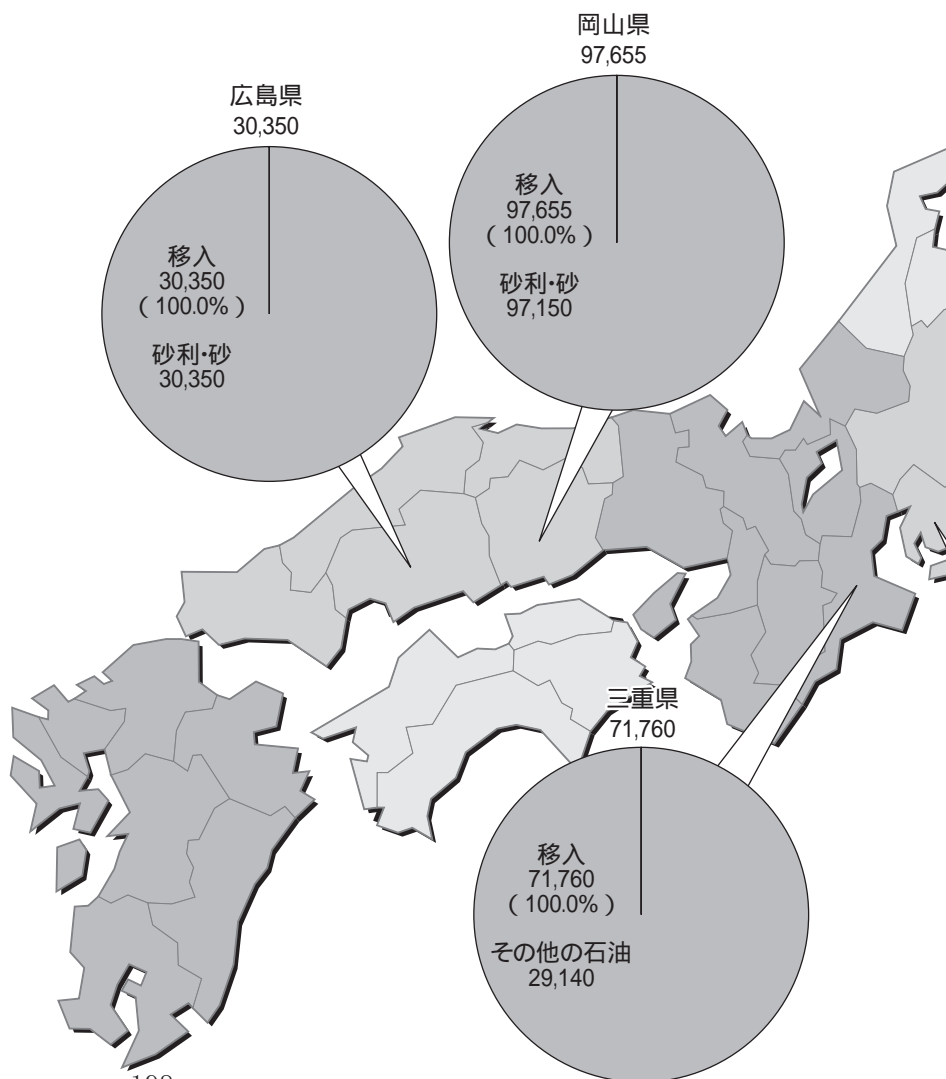 岡山県
97,655
移入
97,655
( 100.0% )
砂利・砂
97,150
広島県
30,350
移入
30,350
( 100.0% )
砂利・砂
30,350
三重県
71,760
移入
71,760
( 100.0% )
その他の石油
29,140